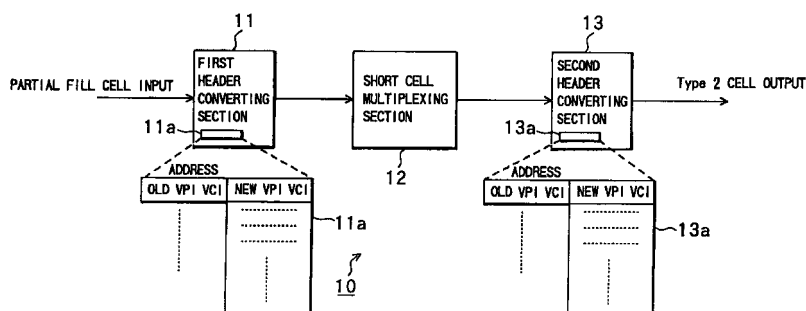 11
FIRST
HEADER
CONVERTING
SECTION
11a
PARTIAL FILL CELL INPUT
SHORT CELL
MULTIPLEXING
SECTION
12
13
SECOND
HEADER
CONVERTING
SECTION
13a
Type 2 CELL OUTPUT
ADDRESS
OLD VPI VCI NEW VPI VCI
11a
10
ADDRESS
OLD VPI VCI NEW VPI VCI
13a